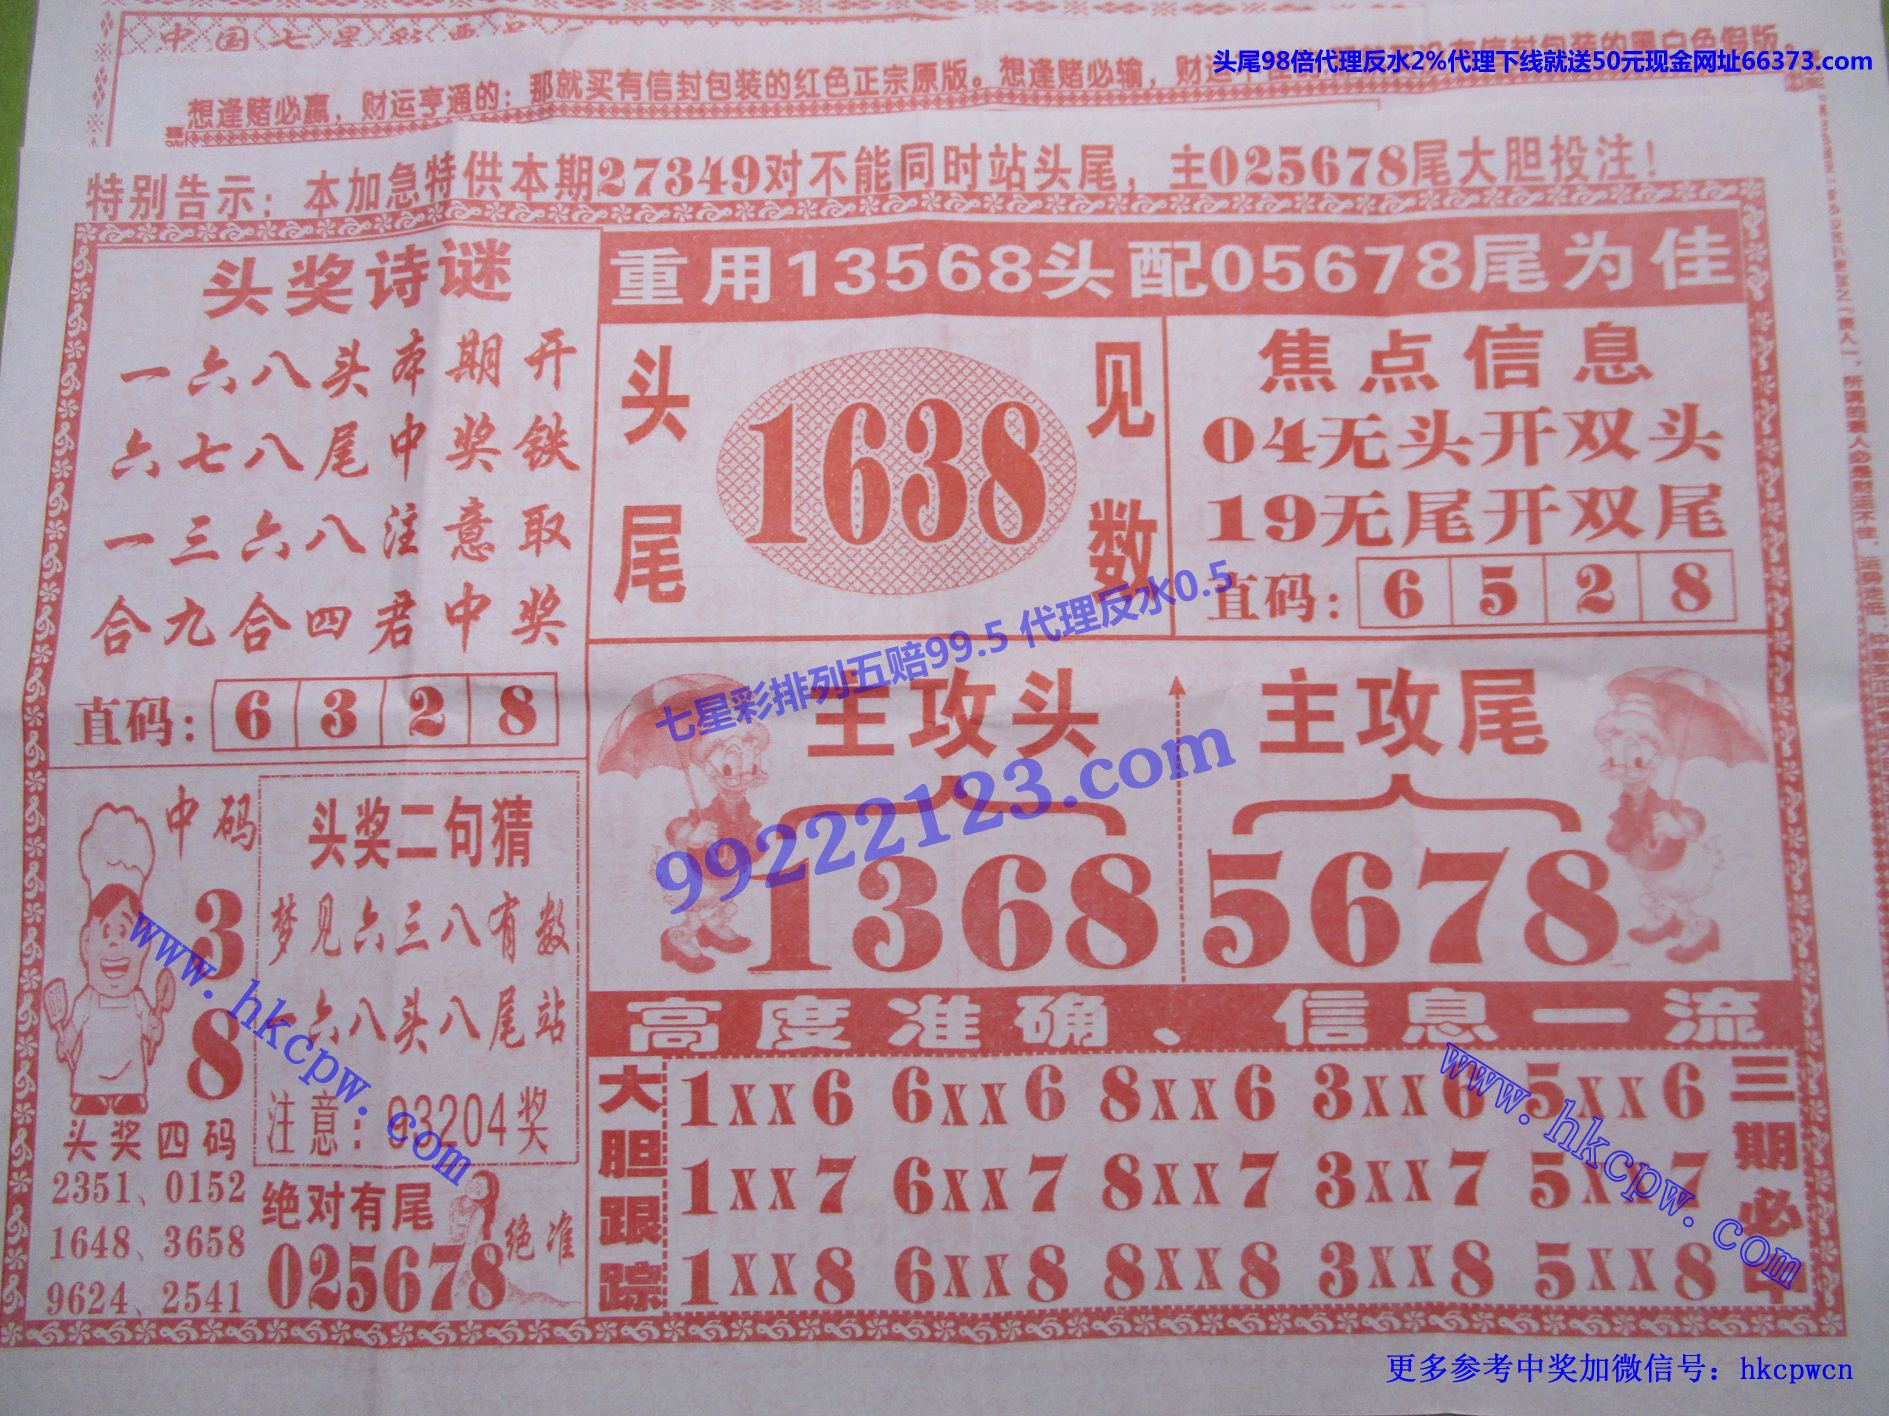 中国七星彩
头尾98倍代理反水2%代理下线就送50元现金网址66373.com
想逢赌必赢，财运亨通的；那就买有信封包装的红色正宗原版。想逢赌必输，财
特别告示：本加急特供本期27349对不能同时站头尾，主025678尾大胆投注！
头奖诗谜
一六八头本期开
六七八尾中奖铁
一三六八注意取
合九合四君中奖
直码：6328
重用13568头配05678尾为佳
头尾
1638
见数
焦点信息
04无头开双头
19无尾开双尾
直码：6528
七星彩排列五赔99.5 代理反水0.5
99222123.com
主攻头
1368
主攻尾
5678
中码
3
8
头奖四码
2351、0152
1648、3658
9624、2541
头奖二句猜
梦见六三八有数
六八头八尾站
注意：03204奖
绝对有尾
025678
绝准
www.hkcpw.com
高度准确、信息一流
大胆跟踪
1xx6 6xx6 8xx6 3xx6 5xx6
1xx7 6xx7 8xx7 3xx7 5xx7
1xx8 6xx8 8xx8 3xx8 5xx8
三期必中
www.hkcpw.com
更多参考中奖加微信号：hkcpwcn